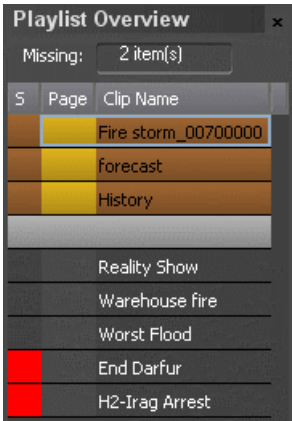 Playlist Overview x
Missing: 2 item(s)
S Page Clip Name
Fire storm_00700000
forecast
History
Reality Show
Warehouse fire
Worst Flood
End Darfur
H2-Irag Arrest